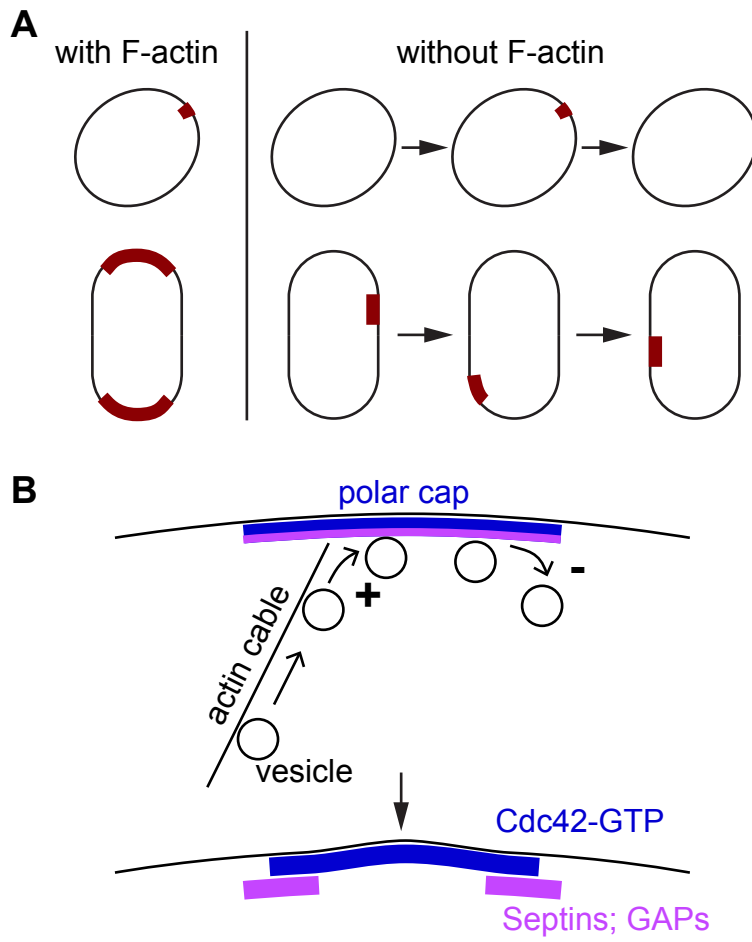 A
with F-actin
without F-actin
B
polar cap
actin cable
+
-
vesicle
Cdc42-GTP
Septins; GAPs